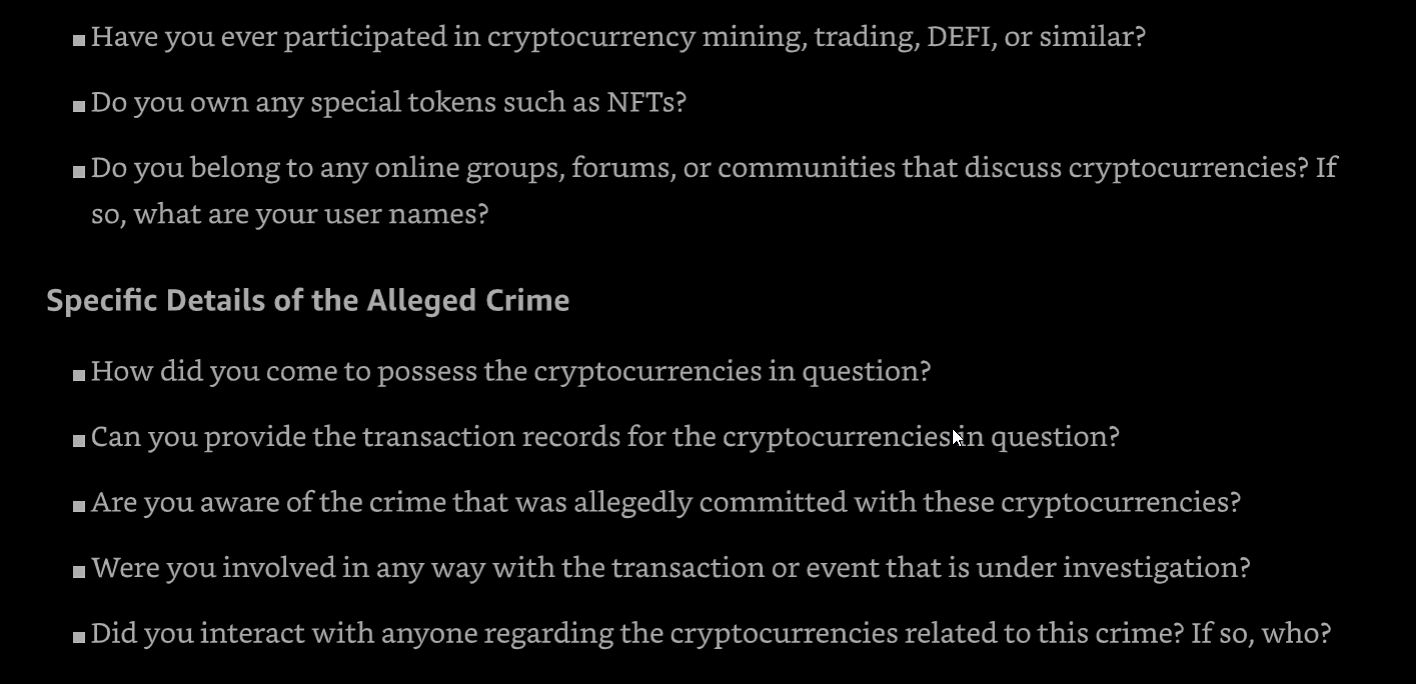 ▪ Have you ever participated in cryptocurrency mining, trading, DEFI, or similar?
▪ Do you own any special tokens such as NFTs?
▪ Do you belong to any online groups, forums, or communities that discuss cryptocurrencies? If
so, what are your user names?
Specific Details of the Alleged Crime
▪ How did you come to possess the cryptocurrencies in question?
▪ Can you provide the transaction records for the cryptocurrencies in question?
▪ Are you aware of the crime that was allegedly committed with these cryptocurrencies?
▪ Were you involved in any way with the transaction or event that is under investigation?
▪ Did you interact with anyone regarding the cryptocurrencies related to this crime? If so, who?